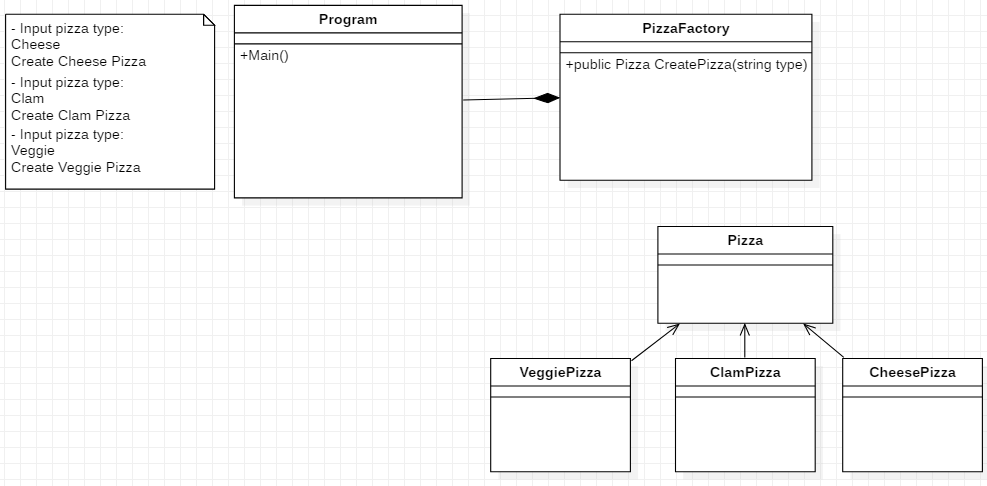 - Input pizza type:
Cheese
Create Cheese Pizza
- Input pizza type:
Clam
Create Clam Pizza
- Input pizza type:
Veggie
Create Veggie Pizza
Program
+Main()
PizzaFactory
+public Pizza CreatePizza(string type)
Pizza
VeggiePizza
ClamPizza
CheesePizza